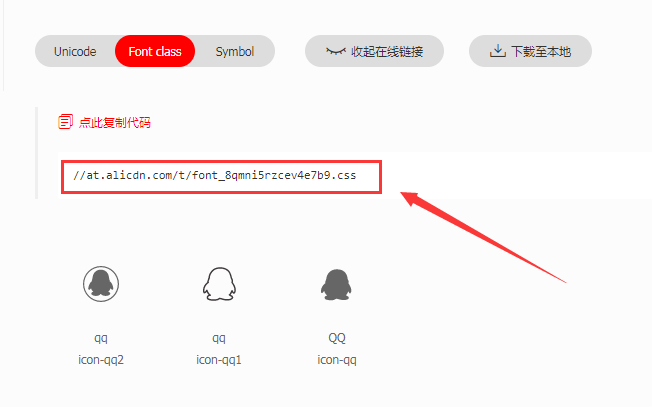 Unicode Font class Symbol 收起在线链接 下载至本地
点此复制代码
//at.alicdn.com/t/font_8qmni5rzcev4e7b9.css
qq qq QQ
icon-qq2 icon-qq1 icon-qq